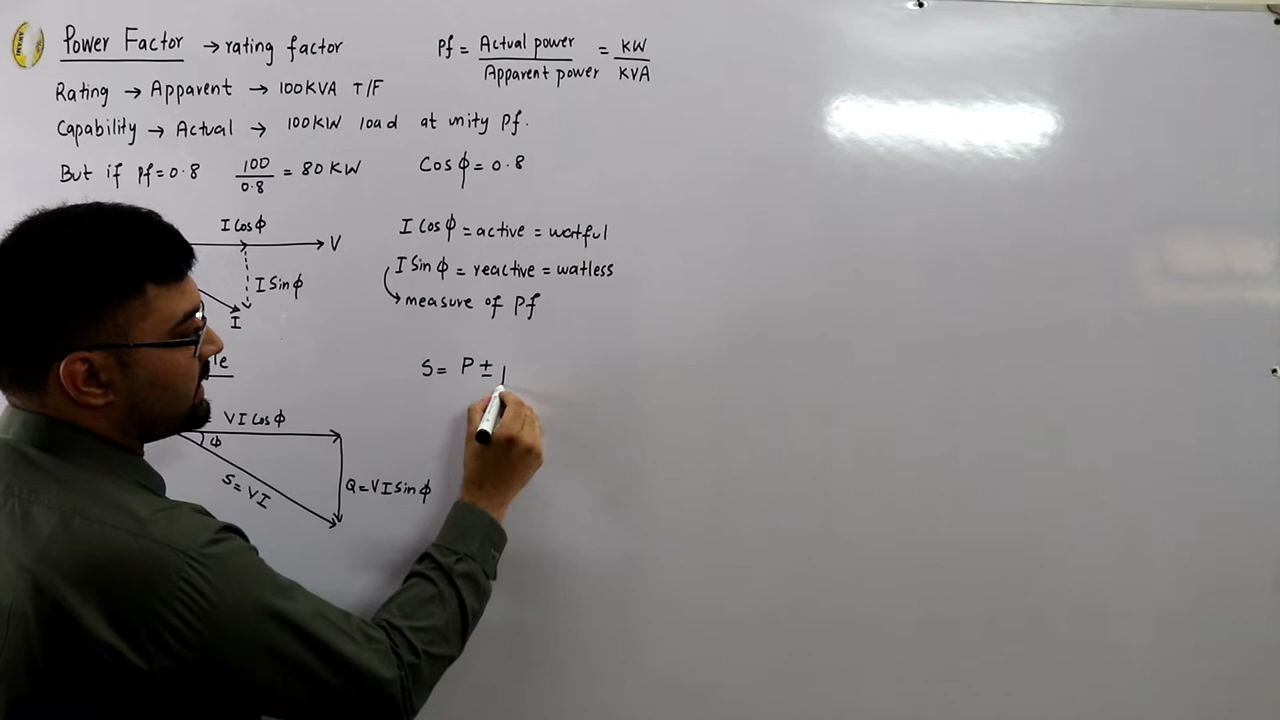 Power Factor → rating factor
Pf = Actual power / Apparent power = KW / KVA
Rating → Apparent → 100KVA T/F
Capability → Actual → 100KW load at unity Pf.
But if Pf=0.8 100/0.8 = 80 KW Cos ϕ = 0.8
I Cos ϕ
V
I Sin ϕ
I
I Cos ϕ = active = watful
I Sin ϕ = reactive = watless
→ measure of Pf
le
VI Cos ϕ
ϕ
S = VI
Q = VI Sin ϕ
S = P ±